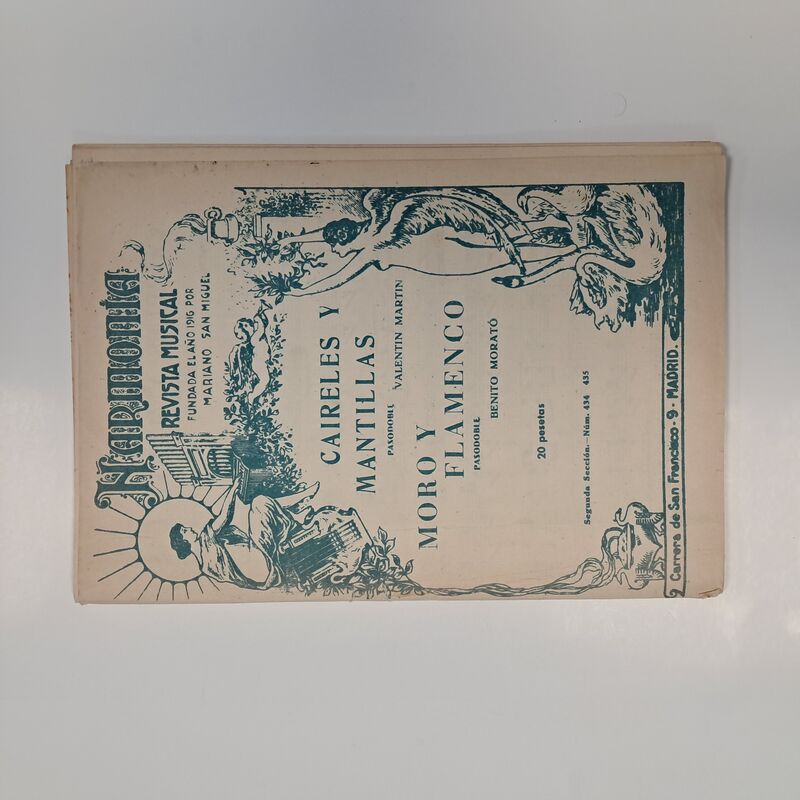 HARMONIA
REVISTA MUSICAL
FUNDADA EL AÑO 1916 POR
MARIANO SAN MIGUEL
CAIRELES Y
MANTILLAS
PASODOBLE VALENTIN MARTIN
MORO Y
FLAMENCO
PASODOBLE
BENITO MORATÓ
20 pesetas
Segunda Sección.-Núm. 434 435
Carrera de San Francisco - 9 - MADRID.